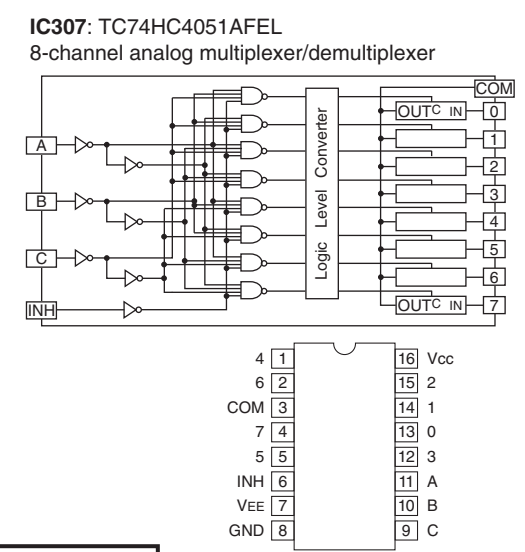 IC307: TC74HC4051AFEL
8-channel analog multiplexer/demultiplexer
COM
OUT C IN 0
1
A
2
3
B
4
5
C
6
INH
OUT C IN 7
Logic Level Converter
4 1 16 Vcc
6 2 15 2
COM 3 14 1
7 4 13 0
5 5 12 3
INH 6 11 A
VEE 7 10 B
GND 8 9 C